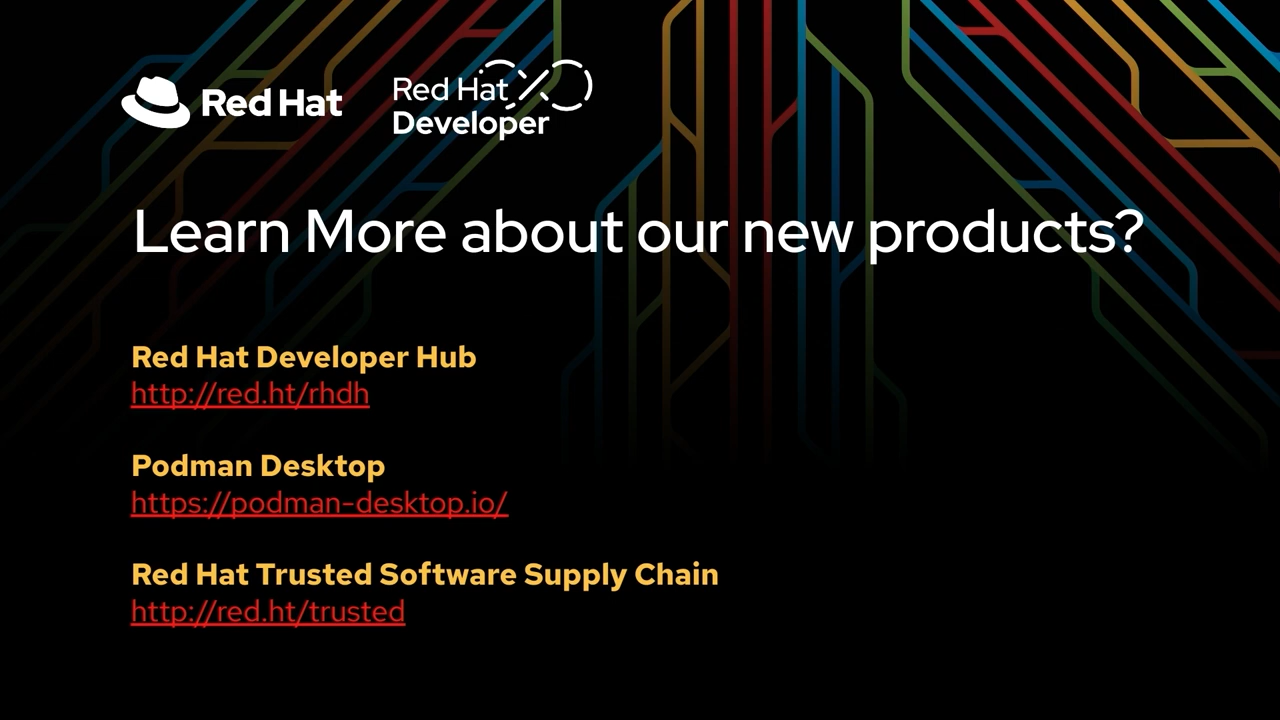 Red Hat
Red Hat
Developer
Learn More about our new products?
Red Hat Developer Hub
http://red.ht/rhdh
Podman Desktop
https://podman-desktop.io/
Red Hat Trusted Software Supply Chain
http://red.ht/trusted